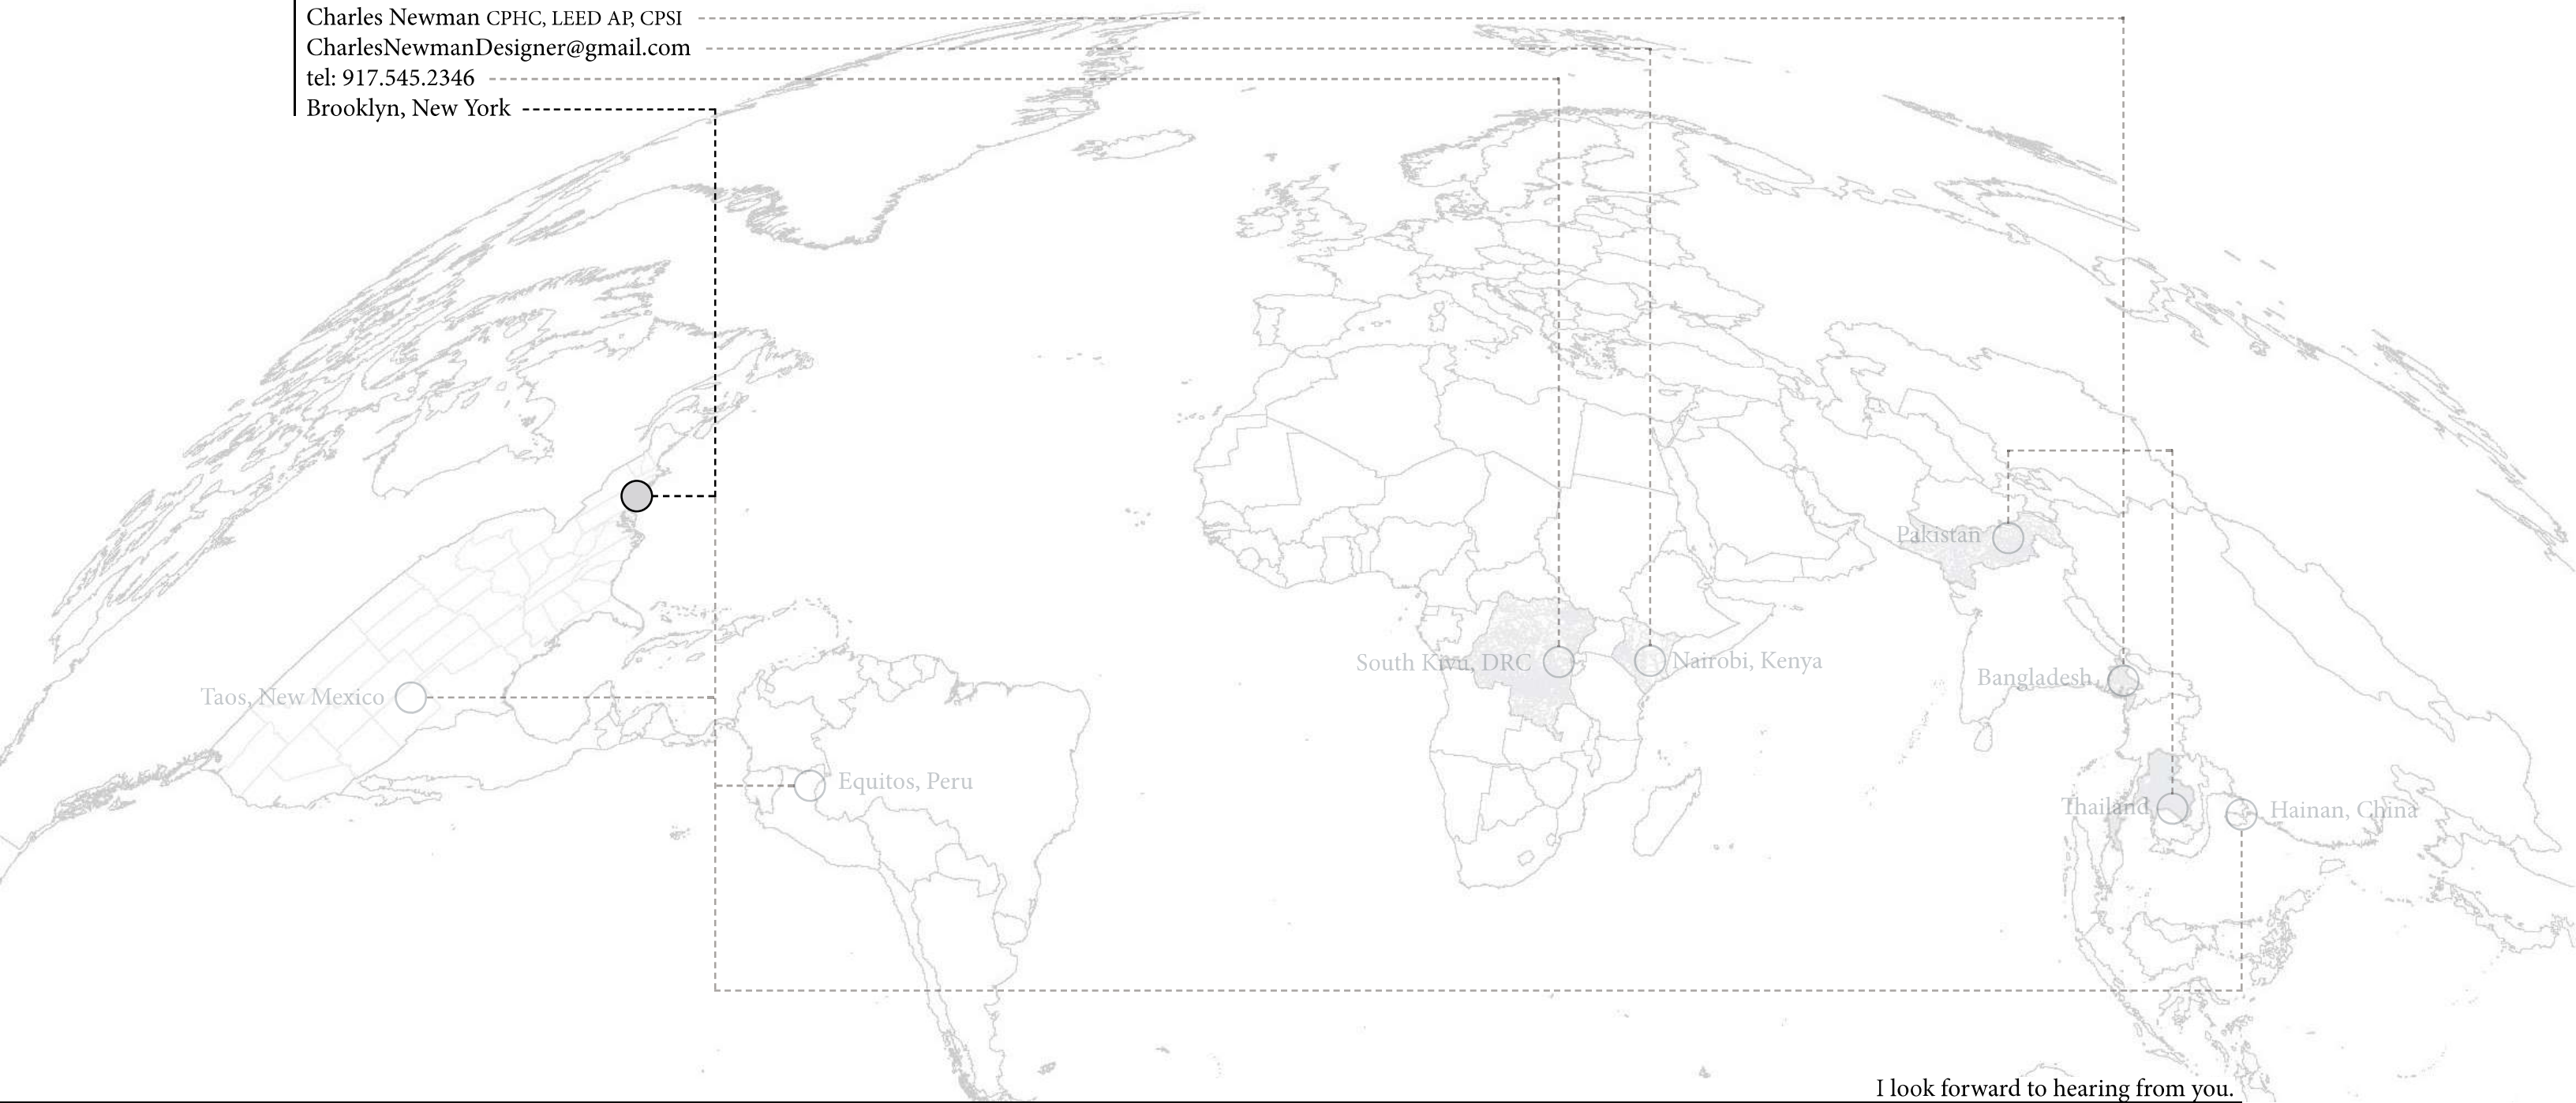 Charles Newman CPHC, LEED AP, CPSI
CharlesNewmanDesigner@gmail.com
tel: 917.545.2346
Brooklyn, New York
Pakistan
South Kivu, DRC
Nairobi, Kenya
Bangladesh
Taos, New Mexico
Equitos, Peru
Thailand
Hainan, China
I look forward to hearing from you.